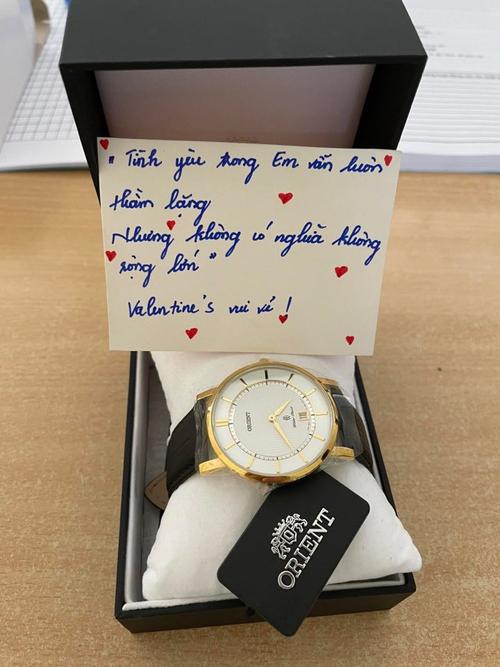 " Tình yêu trong Em vẫn luôn
thầm lặng
Nhưng không có nghĩa không
rộng lớn "
Valentine's vui vẻ !
ORIENT
ORIENT